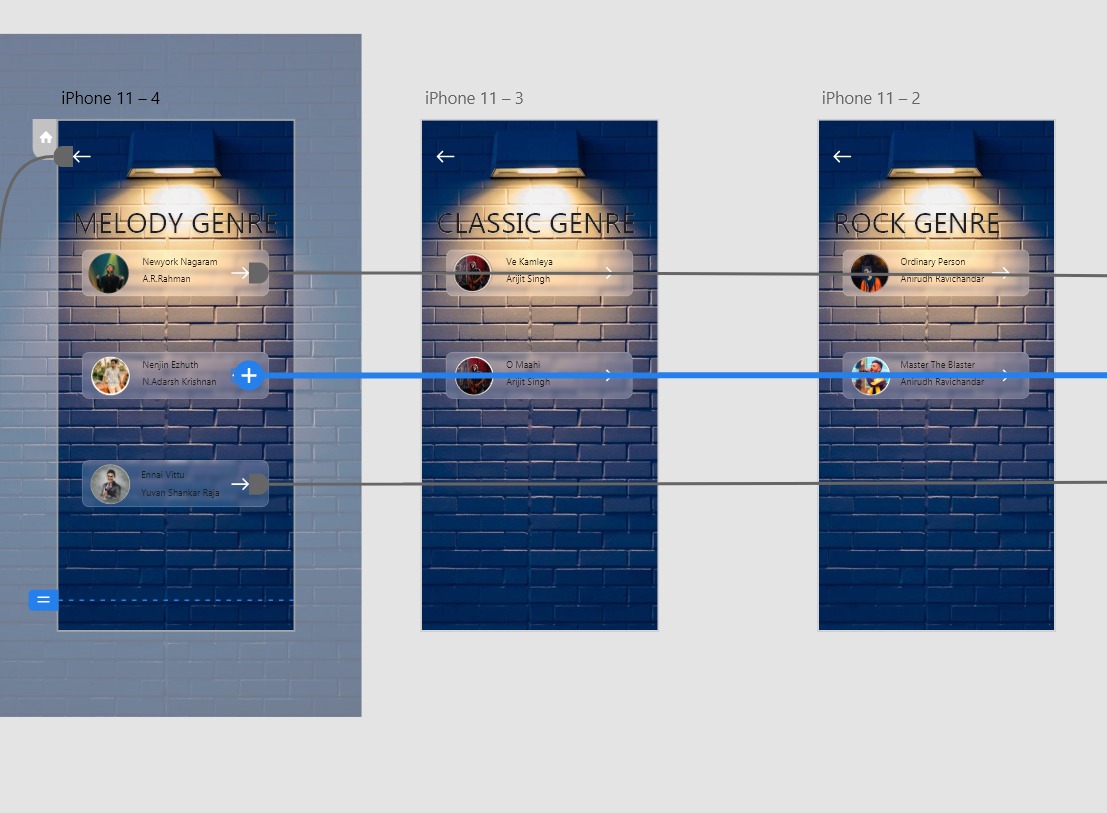 iPhone 11 – 4
MELODY GENRE
Newyork Nagaram
A.R.Rahman
Nenjin Ezhuth
N.Adarsh Krishnan
Ennai Vittu
Yuvan Shankar Raja
iPhone 11 – 3
CLASSIC GENRE
Ve Kamleya
Arijit Singh
O Maahi
Arijit Singh
iPhone 11 – 2
ROCK GENRE
Ordinary Person
Anirudh Ravichandar
Master The Blaster
Anirudh Ravichandar